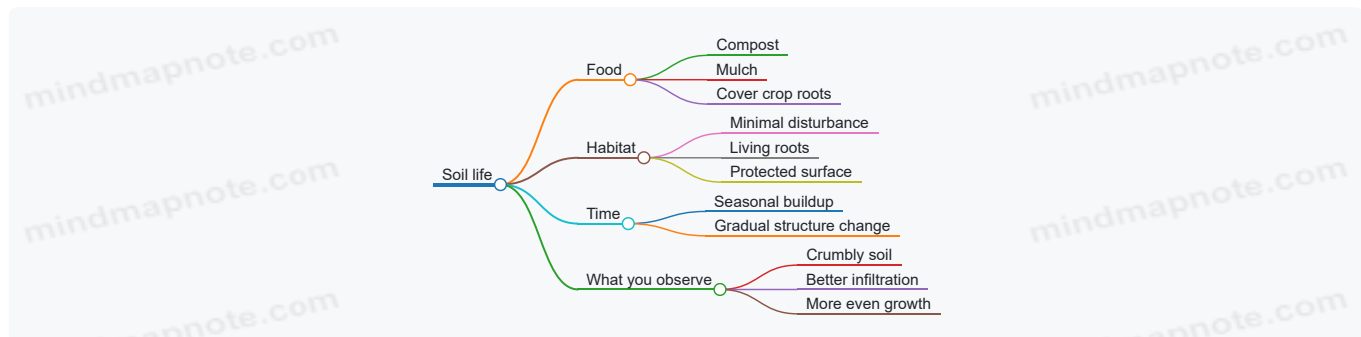 Soil life
Food
Compost
Mulch
Cover crop roots
Habitat
Minimal disturbance
Living roots
Protected surface
Time
Seasonal buildup
Gradual structure change
What you observe
Crumbly soil
Better infiltration
More even growth
mindmapnote.com
mindmapnote.com
mindmapnote.com
mindmapnote.com
mindmapnote.com
mapnote.com